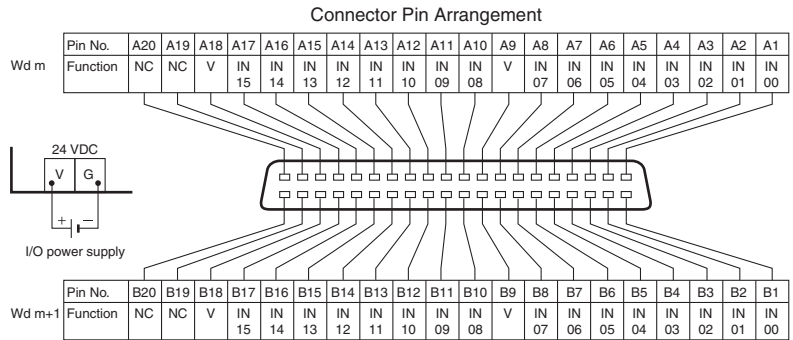 Connector Pin Arrangement
Pin No. A20 A19 A18 A17 A16 A15 A14 A13 A12 A11 A10 A9 A8 A7 A6 A5 A4 A3 A2 A1
Wd m Function NC NC V IN IN IN IN IN IN IN IN V IN IN IN IN IN IN IN IN
15 14 13 12 11 10 09 08 07 06 05 04 03 02 01 00
24 VDC
V G
+ −
I/O power supply
Pin No. B20 B19 B18 B17 B16 B15 B14 B13 B12 B11 B10 B9 B8 B7 B6 B5 B4 B3 B2 B1
Wd m+1 Function NC NC V IN IN IN IN IN IN IN IN V IN IN IN IN IN IN IN IN
15 14 13 12 11 10 09 08 07 06 05 04 03 02 01 00